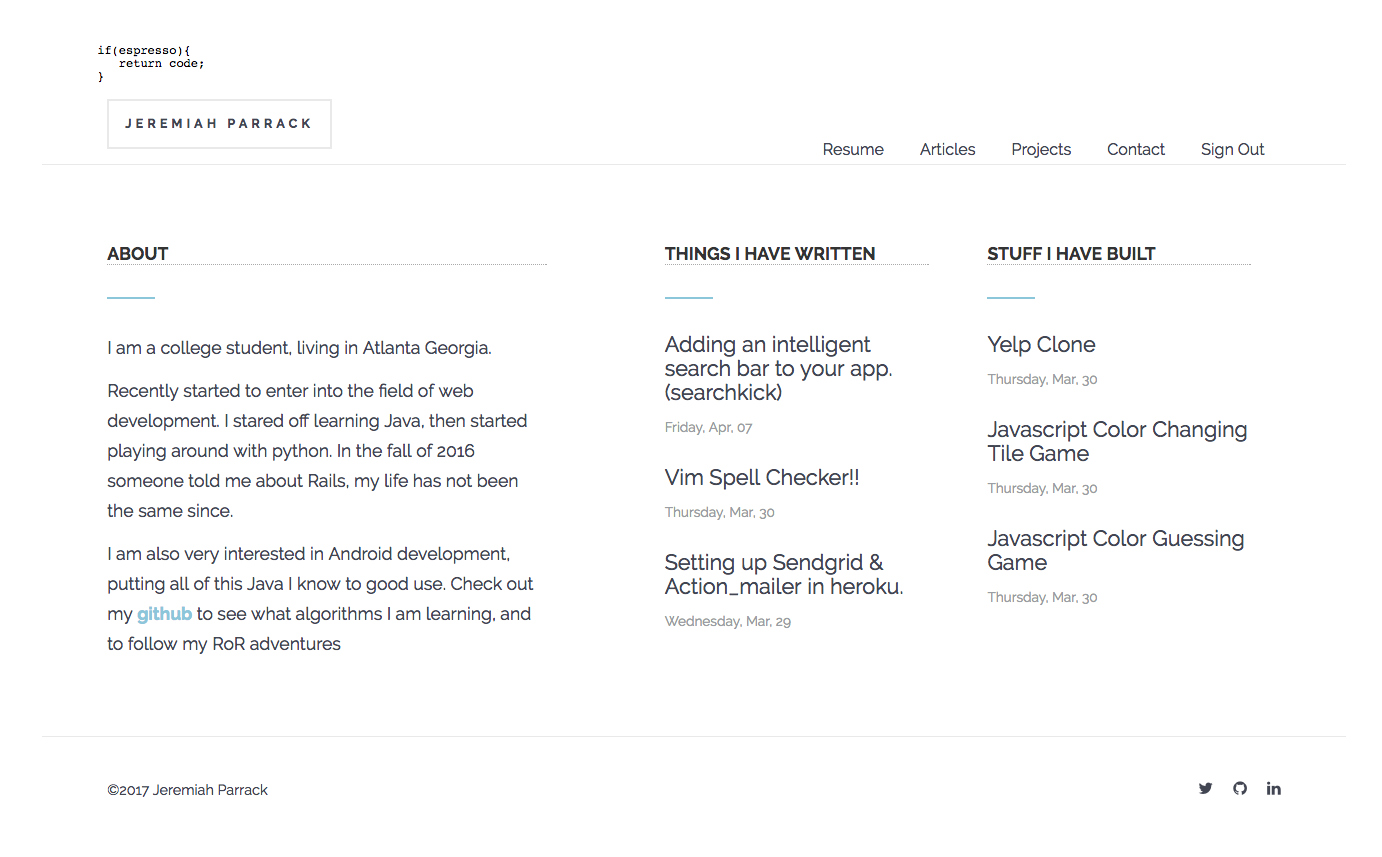 if(espresso){
return code;
}
JEREMIAH PARRACK
Resume Articles Projects Contact Sign Out
ABOUT
I am a college student, living in Atlanta Georgia.
Recently started to enter into the field of web
development. I stared off learning Java, then started
playing around with python. In the fall of 2016
someone told me about Rails, my life has not been
the same since.
I am also very interested in Android development,
putting all of this Java I know to good use. Check out
my github to see what algorithms I am learning, and
to follow my RoR adventures
THINGS I HAVE WRITTEN
Adding an intelligent
search bar to your app.
(searchkick)
Friday, Apr, 07
Vim Spell Checker!!
Thursday, Mar, 30
Setting up Sendgrid &
Action_mailer in heroku.
Wednesday, Mar, 29
STUFF I HAVE BUILT
Yelp Clone
Thursday, Mar, 30
Javascript Color Changing
Tile Game
Thursday, Mar, 30
Javascript Color Guessing
Game
Thursday, Mar, 30
©2017 Jeremiah Parrack